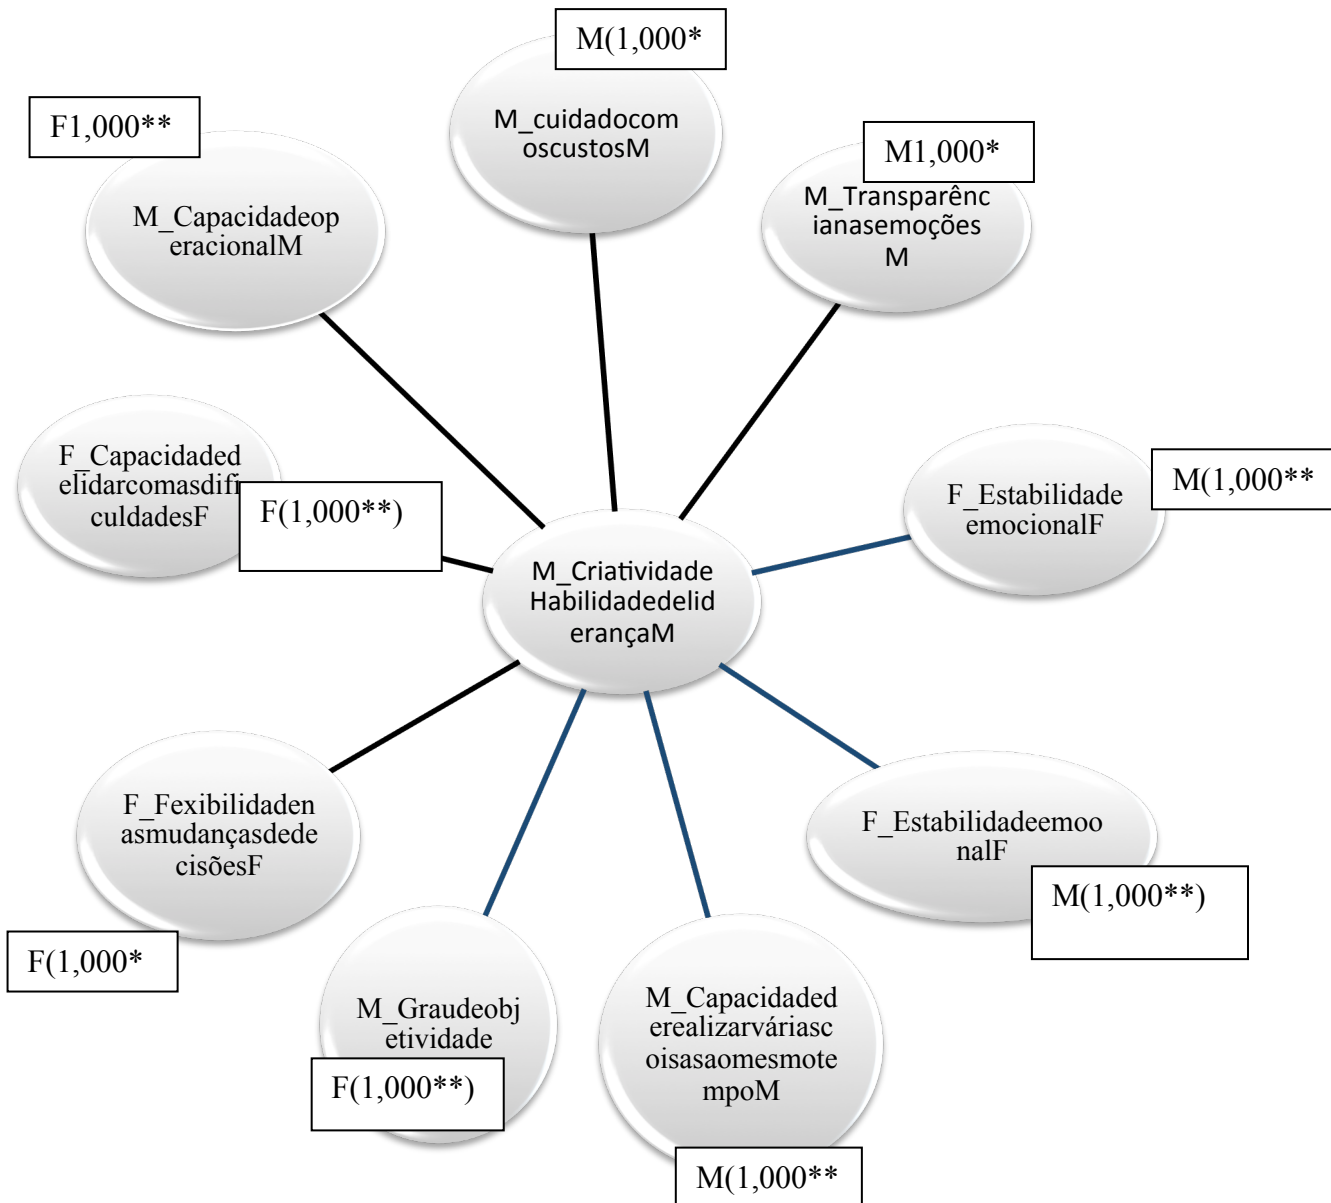 M(1,000*
M_cuidadocom
oscustosM
F1,000**
M_Capacidadeop
eracionalM
M1,000*
M_Transparênc
ianasemoções
M
F_Capacidaded
elidarcomasdifi
culdadesF
F(1,000**)
F_Estabilidade
emocionalF
M(1,000**
M_Criatividade
Habilidadedelid
erançaM
F_Fexibilidaden
asmudançasdede
cisõesF
F(1,000*
F_Estabilidadeemoo
nalF
M(1,000**)
M_Graudeobj
etividade
F(1,000**)
M_Capacidaded
erealizarváriasc
oisasaomesmote
mpoM
M(1,000**